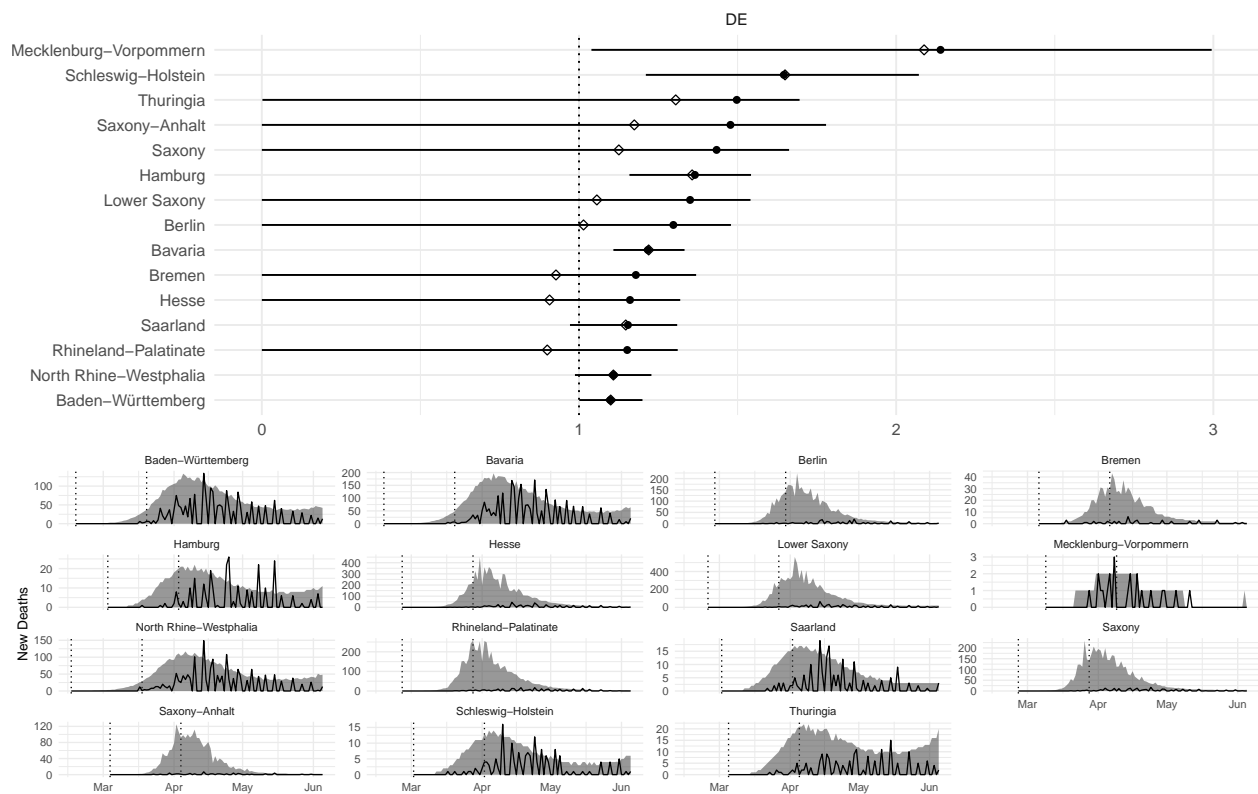 DE
Mecklenburg−Vorpommern
Schleswig−Holstein
Thuringia
Saxony−Anhalt
Saxony
Hamburg
Lower Saxony
Berlin
Bavaria
Bremen
Hesse
Saarland
Rhineland−Palatinate
North Rhine−Westphalia
Baden−Württemberg
0 1 2 3
New Deaths
Baden−Württemberg
100
50
0
Bavaria
200
150
100
50
0
Berlin
200
150
100
50
0
Bremen
40
30
20
10
0
Hamburg
20
10
0
Hesse
400
300
200
100
0
Lower Saxony
400
200
0
Mecklenburg−Vorpommern
3
2
1
0
North Rhine−Westphalia
150
100
50
0
Rhineland−Palatinate
200
100
0
Saarland
15
10
5
0
Saxony
200
150
100
50
0
Mar Apr May Jun
Saxony−Anhalt
120
80
40
0
Mar Apr May Jun
Schleswig−Holstein
15
10
5
0
Mar Apr May Jun
Thuringia
20
15
10
5
0
Mar Apr May Jun